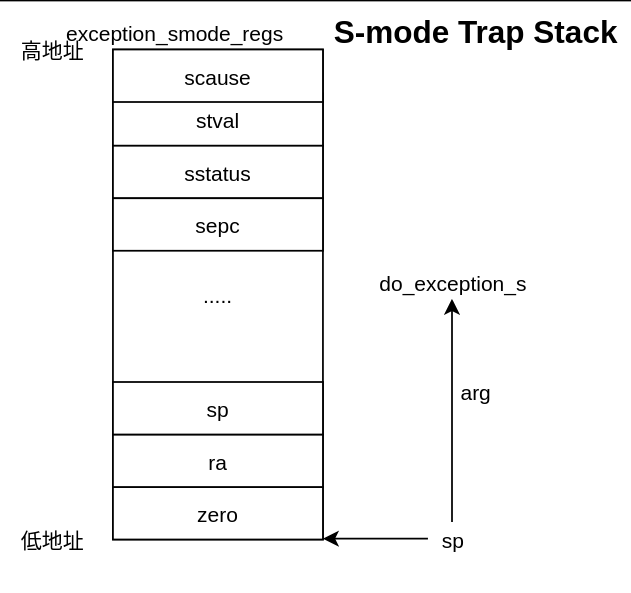 exception_smode_regs
S-mode Trap Stack
高地址
scause
stval
sstatus
sepc
.....
do_exception_s
arg
sp
ra
zero
低地址
sp